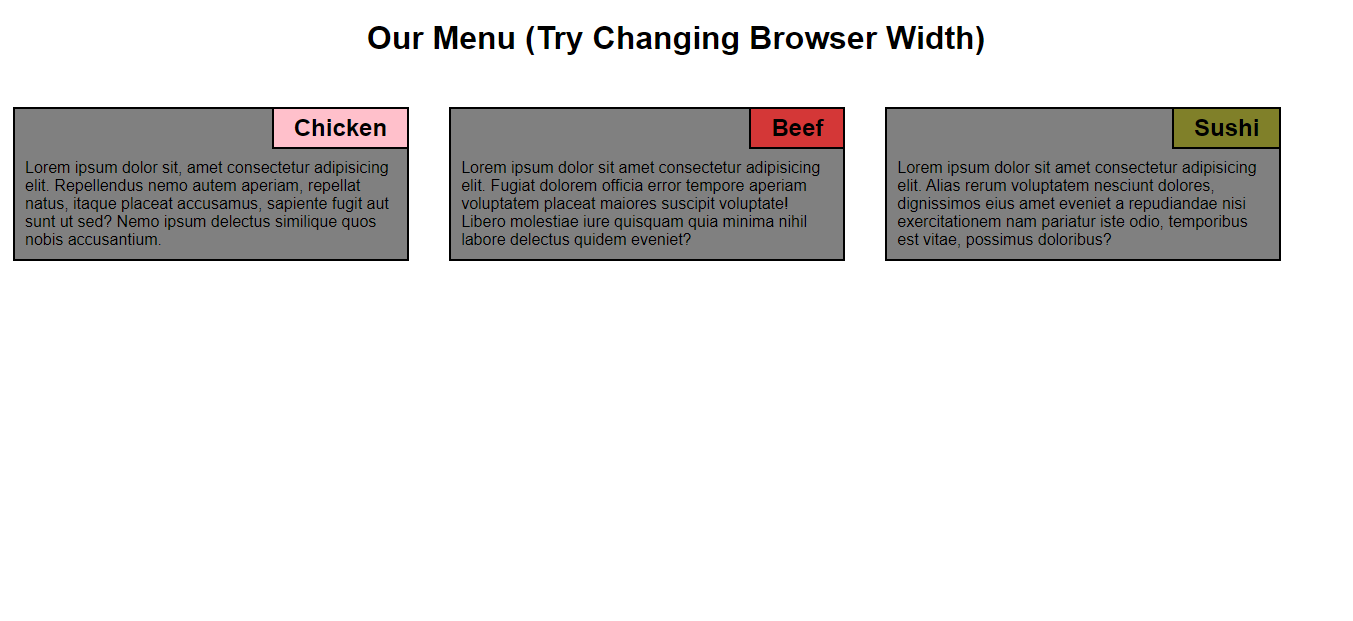 Our Menu (Try Changing Browser Width)
Chicken
Lorem ipsum dolor sit, amet consectetur adipisicing
elit. Repellendus nemo autem aperiam, repellat
natus, itaque placeat accusamus, sapiente fugit aut
sunt ut sed? Nemo ipsum delectus similique quos
nobis accusantium.
Beef
Lorem ipsum dolor sit amet consectetur adipisicing
elit. Fugiat dolorem officia error tempore aperiam
voluptatem placeat maiores suscipit voluptate!
Libero molestiae iure quisquam quia minima nihil
labore delectus quidem eveniet?
Sushi
Lorem ipsum dolor sit amet consectetur adipisicing
elit. Alias rerum voluptatem nesciunt dolores,
dignissimos eius amet eveniet a repudiandae nisi
exercitationem nam pariatur iste odio, temporibus
est vitae, possimus doloribus?